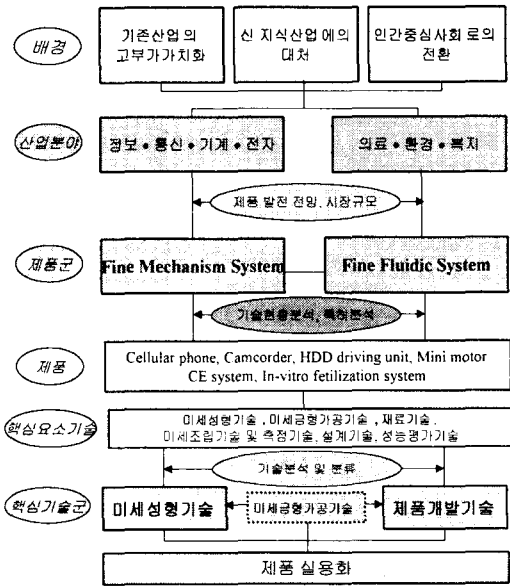 배경
기존산업의
고부가가치화
신 지식산업에의
대처
인간중심사회로의
전환
산업분야
정보 • 통신 • 기계 • 전자
의료 • 환경 • 복지
제품 발전 전망, 시장규모
제품군
Fine Mechanism System
Fine Fluidic System
기술현황분석, 특허분석
제품
Cellular phone, Camcorder, HDD driving unit, Mini motor
CE system, In-vitro fetilization system
핵심요소기술
미세성형기술, 미세금형가공기술, 재료기술,
미세조립기술 및 측정기술, 설계기술, 성능평가기술
기술분석 및 분류
핵심기술군
미세성형기술
미세금형가공기술
제품개발기술
제품 실용화